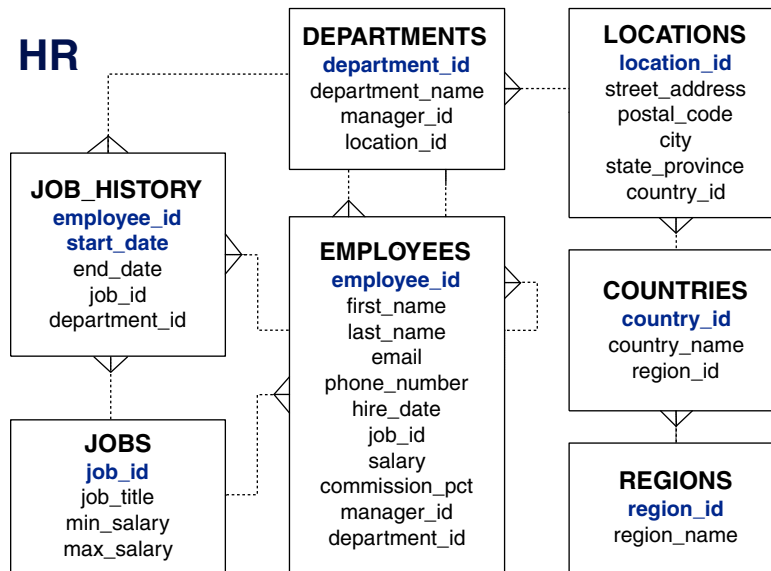 HR
DEPARTMENTS
department_id
department_name
manager_id
location_id
LOCATIONS
location_id
street_address
postal_code
city
state_province
country_id
JOB_HISTORY
employee_id
start_date
end_date
job_id
department_id
EMPLOYEES
employee_id
first_name
last_name
email
phone_number
hire_date
job_id
salary
commission_pct
manager_id
department_id
COUNTRIES
country_id
country_name
region_id
JOBS
job_id
job_title
min_salary
max_salary
REGIONS
region_id
region_name